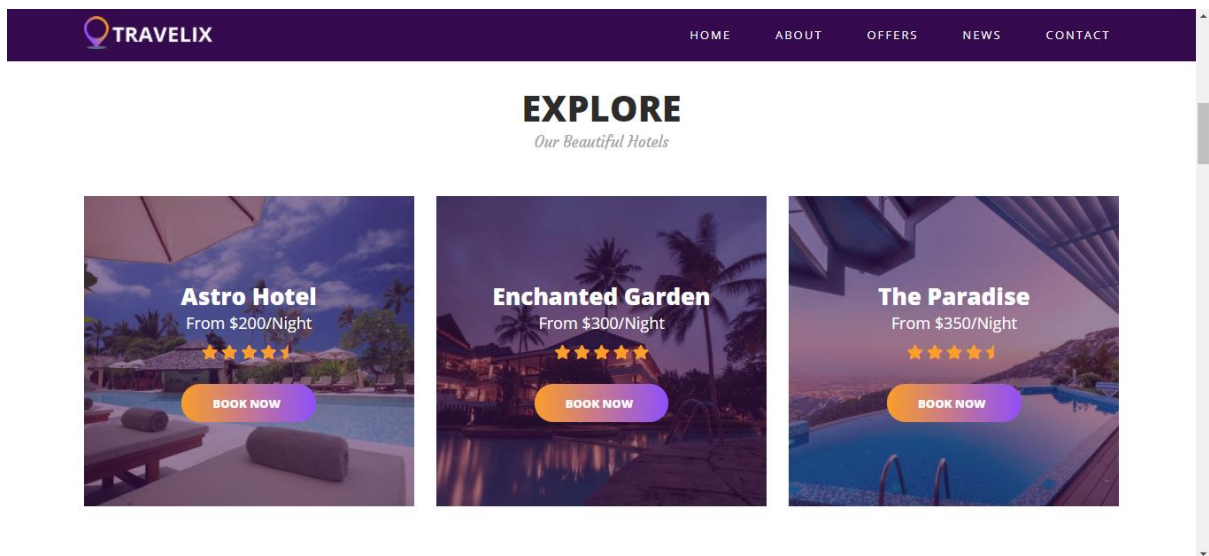 TRAVELIX
HOME ABOUT OFFERS NEWS CONTACT
EXPLORE
Our Beautiful Hotels
Astro Hotel
From $200/Night
BOOK NOW
Enchanted Garden
From $300/Night
BOOK NOW
The Paradise
From $350/Night
BOOK NOW